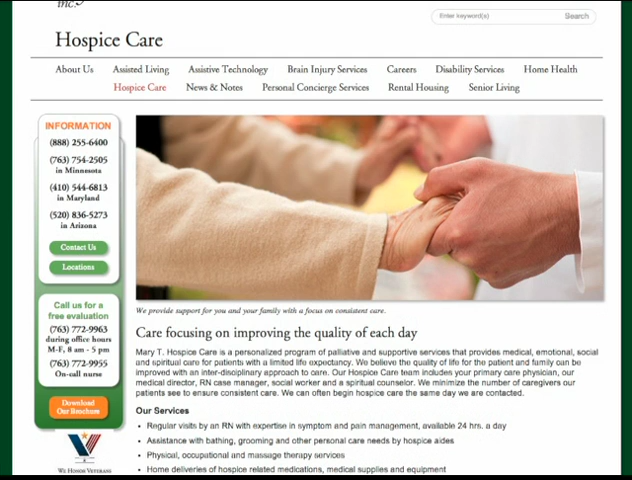 inc.
Enter keyword(s) Search
Hospice Care
About Us Assisted Living Assistive Technology Brain Injury Services Careers Disability Services Home Health
Hospice Care News & Notes Personal Concierge Services Rental Housing Senior Living
INFORMATION
(888) 255-6400
(763) 754-2505
in Minnesota
(410) 544-6813
in Maryland
(520) 836-5273
in Arizona
Contact Us
Locations
Call us for a
free evaluation
(763) 772-9963
during office hours
M-F, 8 am - 5 pm
(763) 772-9955
On-call nurse
Download
Our Brochure
We Honor Veterans
We provide support for you and your family with a focus on consistent care.
Care focusing on improving the quality of each day
Mary T. Hospice Care is a personalized program of palliative and supportive services that provides medical, emotional, social
and spiritual care for patients with a limited life expectancy. We believe the quality of life for the patient and family can be
improved with an inter-disciplinary approach to care. Our Hospice Care team includes your primary care physician, our
medical director, RN case manager, social worker and a spiritual counselor. We minimize the number of caregivers our
patients see to ensure consistent care. We can often begin hospice care the same day we are contacted.
Our Services
• Regular visits by an RN with expertise in symptom and pain management, available 24 hrs. a day
• Assistance with bathing, grooming and other personal care needs by hospice aides
• Physical, occupational and massage therapy services
• Home deliveries of hospice related medications, medical supplies and equipment